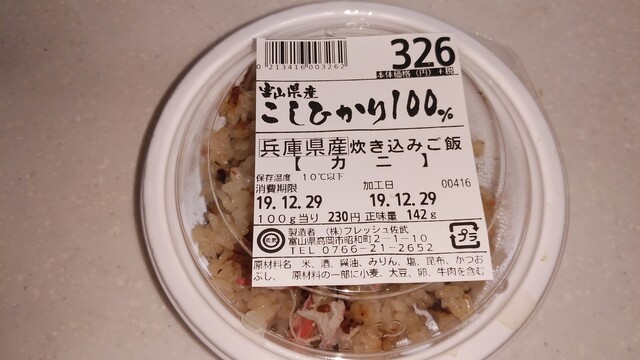 0 213416 003262
326
本体価格(円) +税
富山県産
こしひかり100%
兵庫県産炊き込みご飯
【カニ】
保存温度 10℃以下
消費期限 加工日 00416
19.12.29 19.12.29
100g当り 230円 正味量 142g
製造者 (株)フレッシュ佐武
富山県高岡市昭和町2-1-10
TEL 0766-21-2652
プラ
原材料名 米、酒、醤油、みりん、塩、昆布、かつお
ぶし、 原材料の一部に小麦、大豆、卵、牛肉を含む